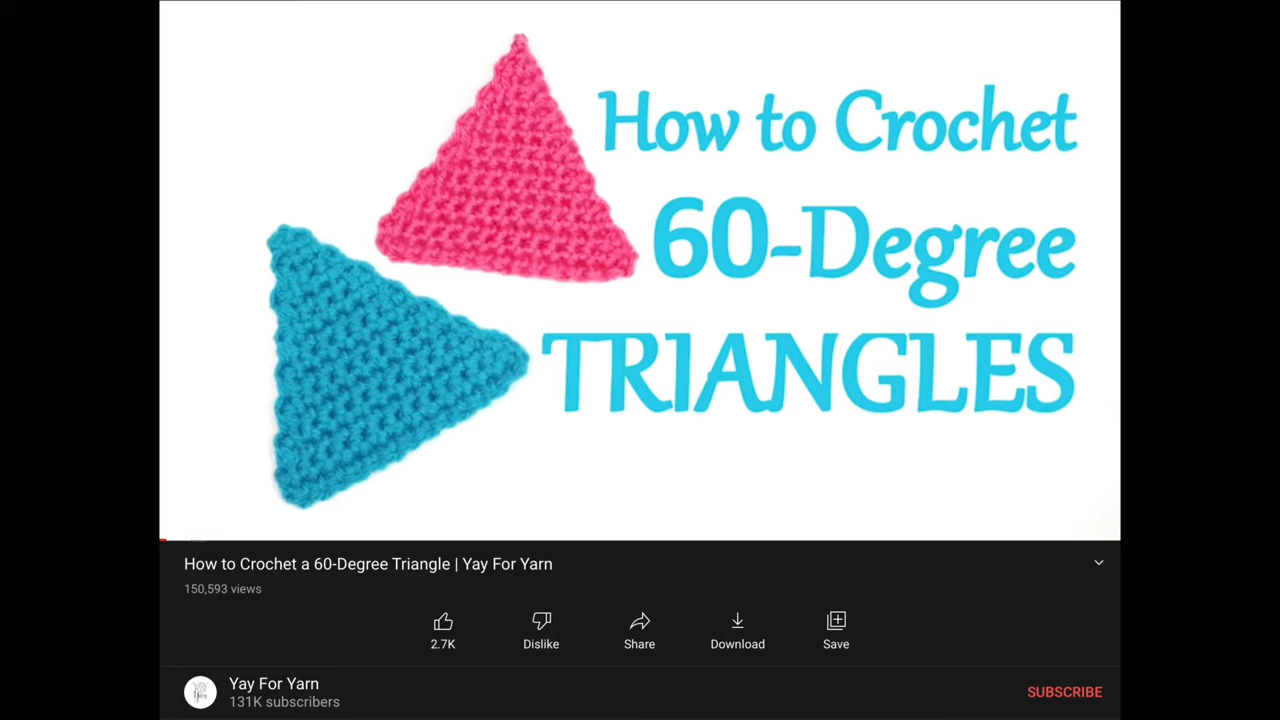 How to Crochet
60-Degree
TRIANGLES
How to Crochet a 60-Degree Triangle | Yay For Yarn
150,593 views
2.7K
Dislike
Share
Download
Save
Yay For Yarn
131K subscribers
SUBSCRIBE